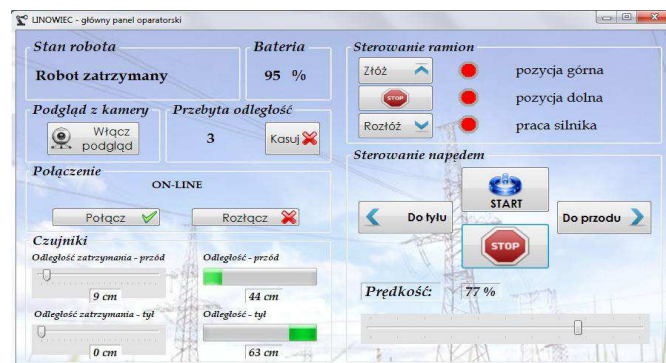 LINOWIEC - główny panel operatorski
Stan robota
Robot zatrzymany
Bateria
95 %
Podgląd z kamery
Włącz podgląd
Przebyta odległość
3
Kasuj
Połączenie
ON-LINE
Połącz
Rozłącz
Czujniki
Odległość zatrzymania - przód
9 cm
Odległość - przód
44 cm
Odległość zatrzymania - tył
0 cm
Odległość - tył
63 cm
Sterowanie ramion
Złóż
pozycja górna
STOP
pozycja dolna
Rozłóż
praca silnika
Sterowanie napędem
START
Do tyłu
Do przodu
STOP
Prędkość:
77 %